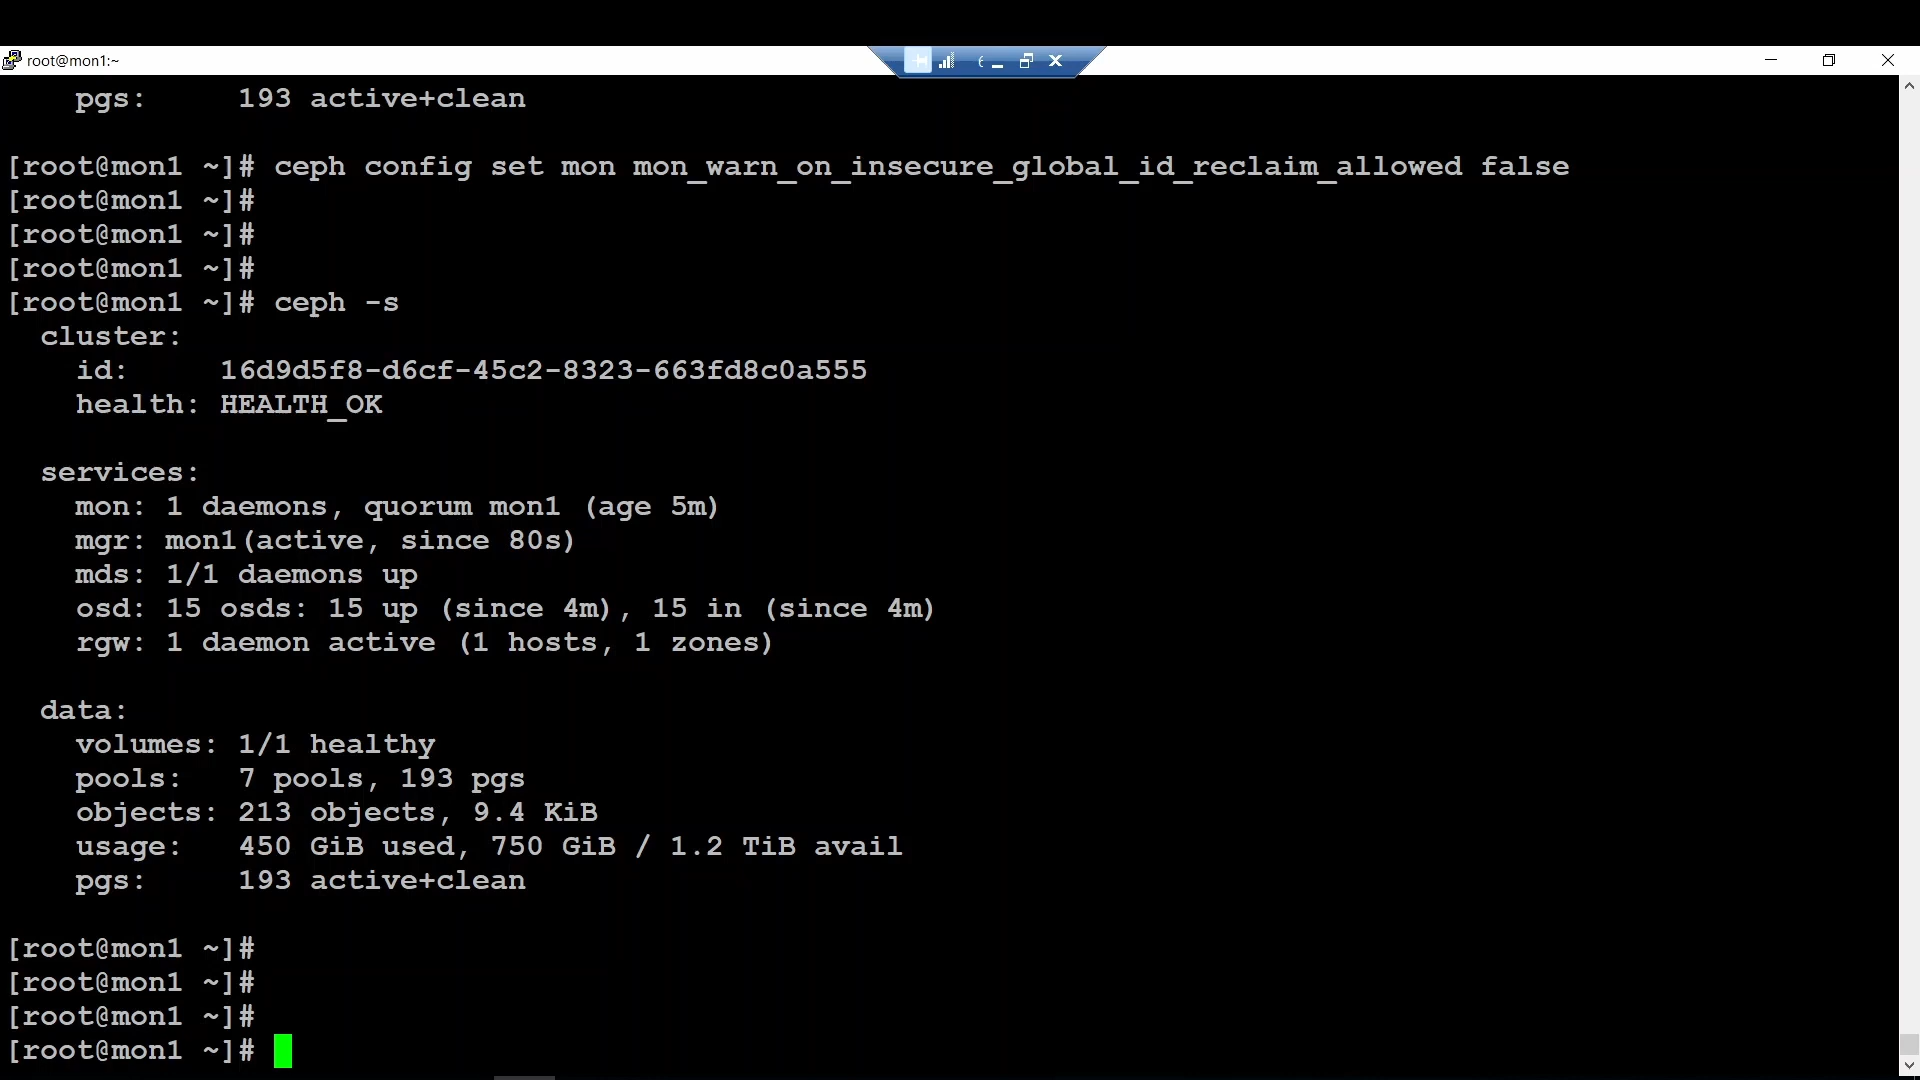 root@mon1:~
pgs: 193 active+clean
[root@mon1 ~]# ceph config set mon mon_warn_on_insecure_global_id_reclaim_allowed false
[root@mon1 ~]#
[root@mon1 ~]#
[root@mon1 ~]#
[root@mon1 ~]# ceph -s
cluster:
id: 16d9d5f8-d6cf-45c2-8323-663fd8c0a555
health: HEALTH_OK
services:
mon: 1 daemons, quorum mon1 (age 5m)
mgr: mon1(active, since 80s)
mds: 1/1 daemons up
osd: 15 osds: 15 up (since 4m), 15 in (since 4m)
rgw: 1 daemon active (1 hosts, 1 zones)
data:
volumes: 1/1 healthy
pools: 7 pools, 193 pgs
objects: 213 objects, 9.4 KiB
usage: 450 GiB used, 750 GiB / 1.2 TiB avail
pgs: 193 active+clean
[root@mon1 ~]#
[root@mon1 ~]#
[root@mon1 ~]#
[root@mon1 ~]#